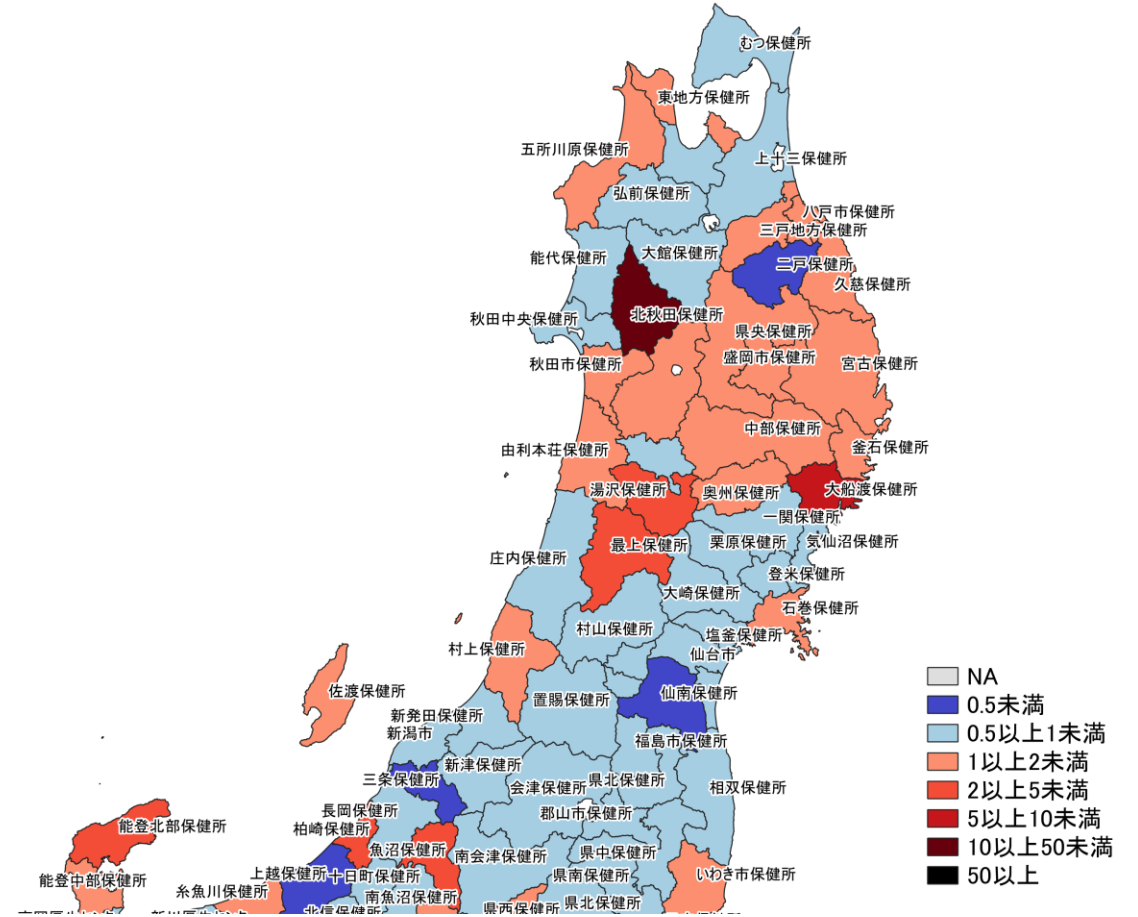 むつ保健所
東地方保健所
五所川原保健所
上十三保健所
弘前保健所
八戸市保健所
三戸地方保健所
大館保健所
能代保健所
二戸保健所
久慈保健所
北秋田保健所
秋田中央保健所
県央保健所
盛岡市保健所
秋田市保健所
宮古保健所
中部保健所
由利本荘保健所
釜石保健所
湯沢保健所
奥州保健所
大船渡保健所
一関保健所
最上保健所
栗原保健所
気仙沼保健所
庄内保健所
登米保健所
大崎保健所
石巻保健所
村山保健所
塩釜保健所
村上保健所
仙台市
佐渡保健所
仙南保健所
置賜保健所
新発田保健所
新潟市
福島市保健所
新津保健所
三条保健所
会津保健所
県北保健所
相双保健所
長岡保健所
郡山市保健所
能登北部保健所
柏崎保健所
魚沼保健所
南会津保健所
県中保健所
上越保健所
十日町保健所
県南保健所
いわき市保健所
能登中部保健所
糸魚川保健所
南魚沼保健所
県西保健所
県北保健所
北信保健所
NA
0.5未満
0.5以上1未満
1以上2未満
2以上5未満
5以上10未満
10以上50未満
50以上